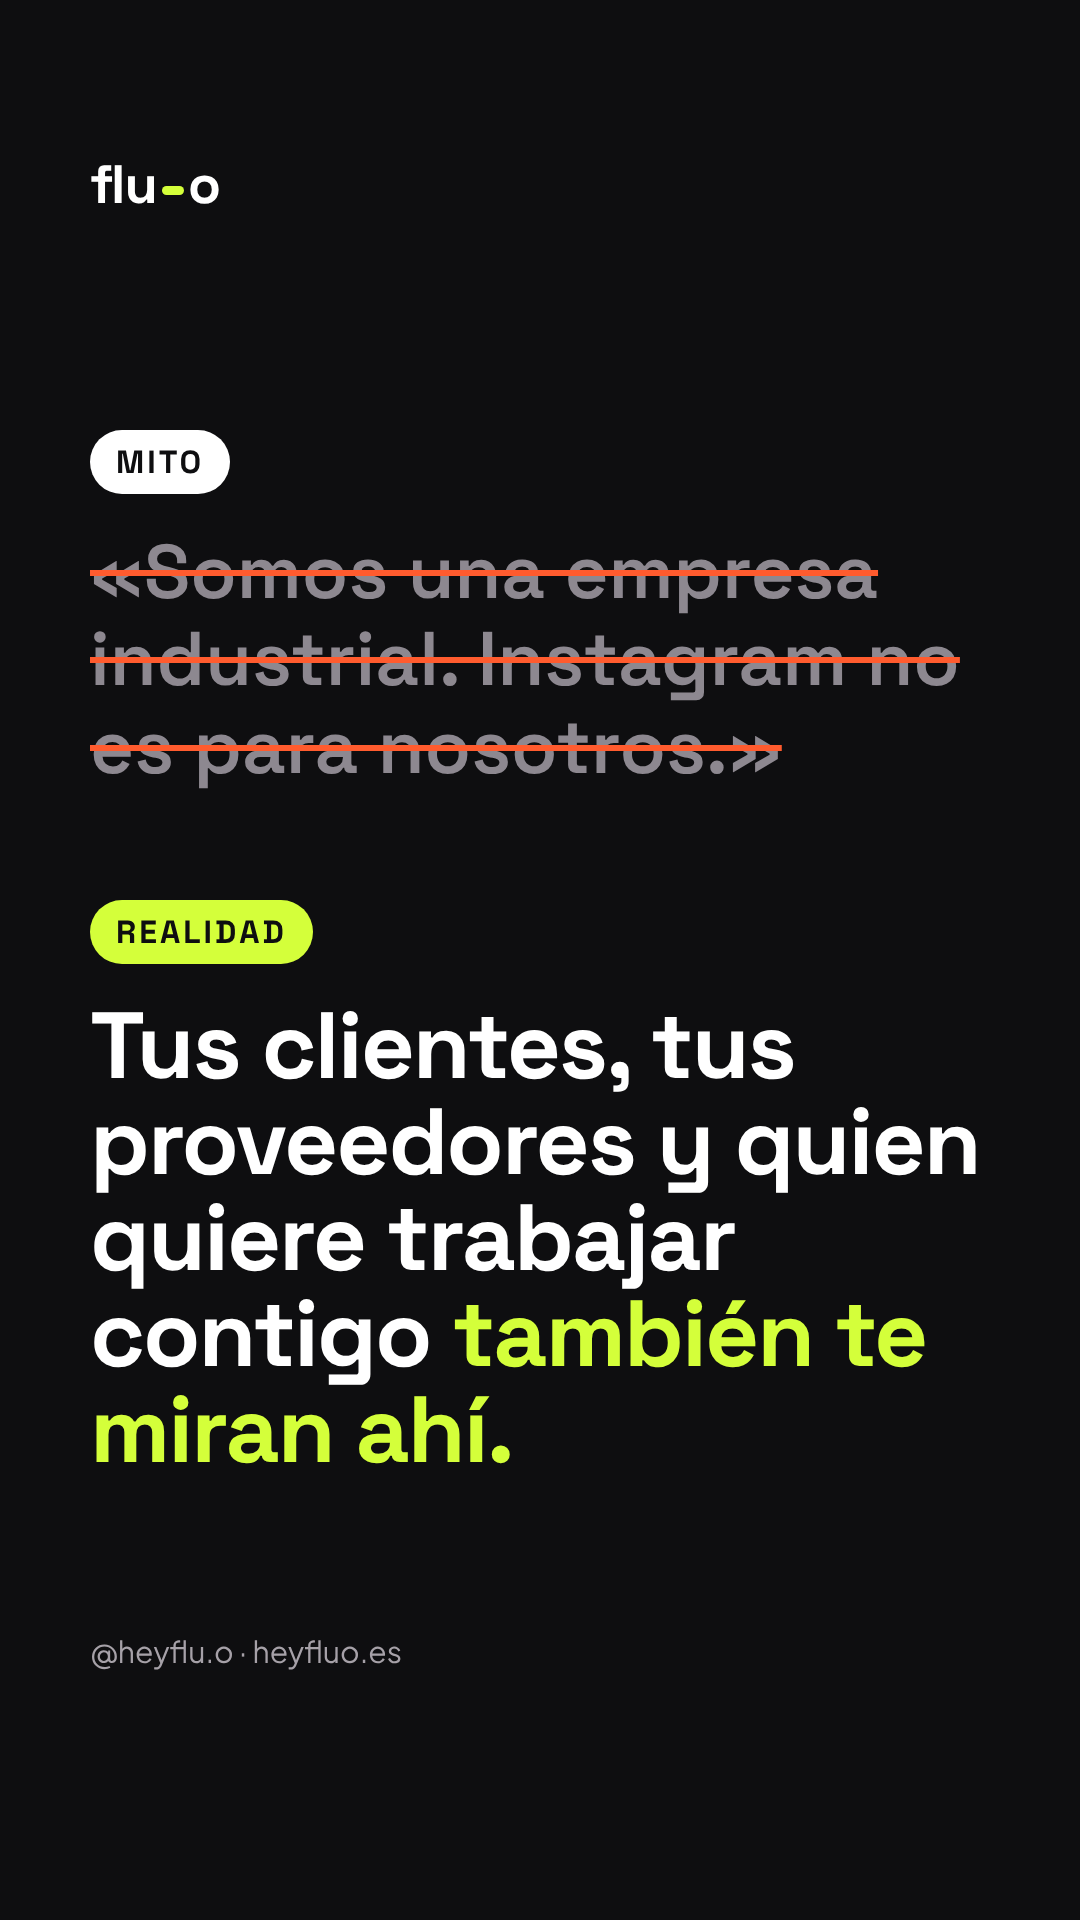 flu-o
MITO
«Somos una empresa
industrial. Instagram no
es para nosotros.»
REALIDAD
Tus clientes, tus
proveedores y quien
quiere trabajar
contigo también te
miran ahí.
@heyflu.o · heyfluo.es